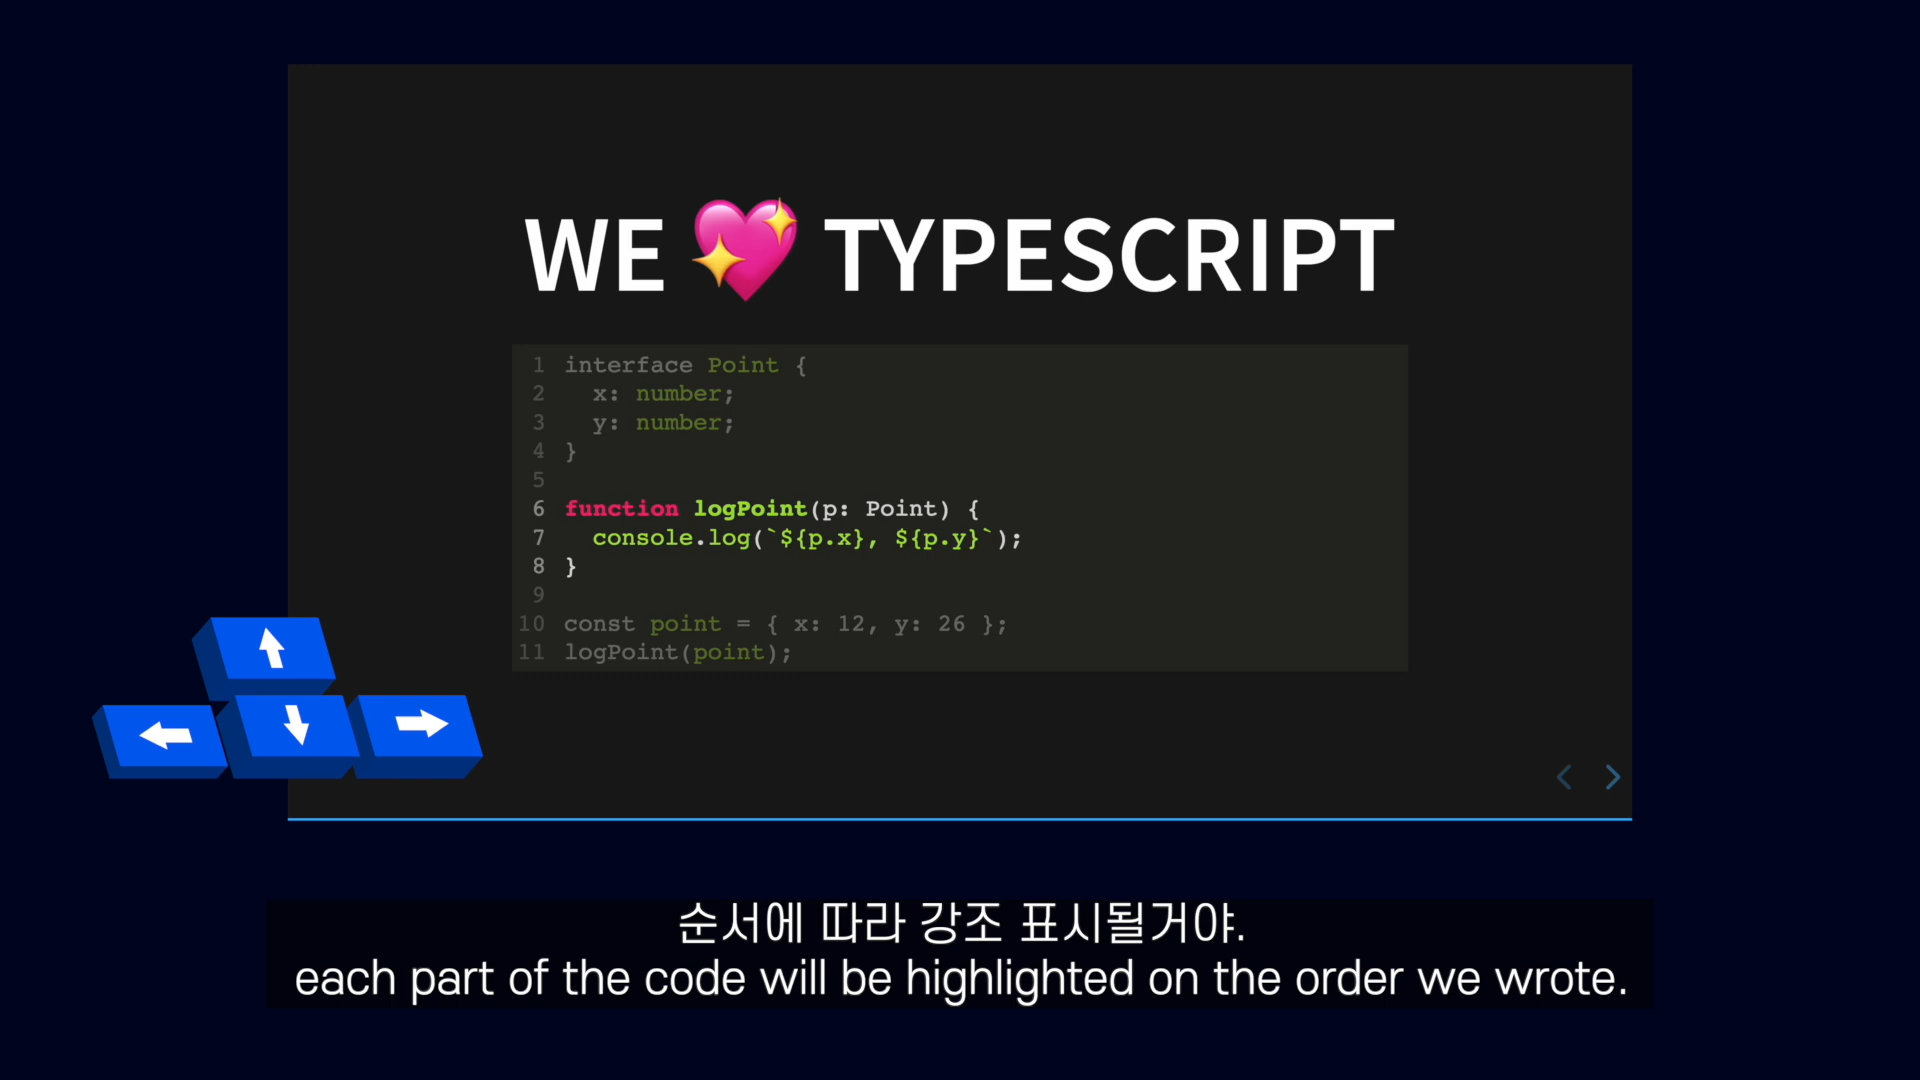 WE 💖 TYPESCRIPT
1 interface Point {
2   x: number;
3   y: number;
4 }
5
6 function logPoint(p: Point) {
7   console.log(`${p.x}, ${p.y}`);
8 }
9
10 const point = { x: 12, y: 26 };
11 logPoint(point);
순서에 따라 강조 표시될거야.
each part of the code will be highlighted on the order we wrote.